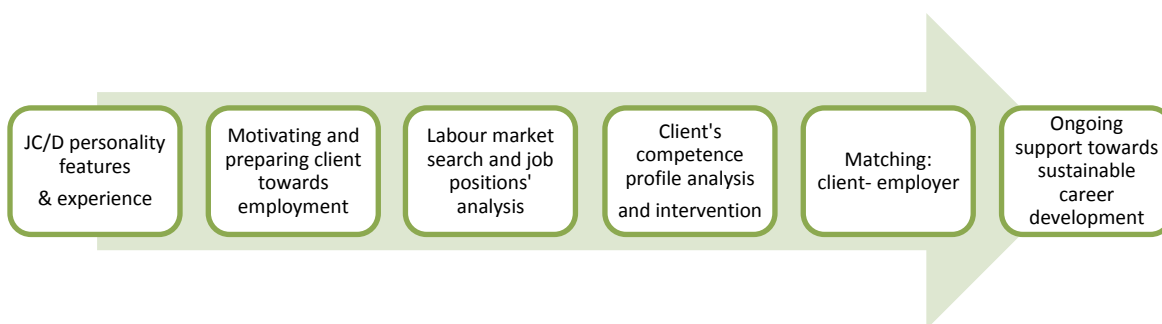 JC/D personality
features
& experience
Motivating and
preparing client
towards
employment
Labour market
search and job
positions'
analysis
Client's
competence
profile analysis
and intervention
Matching:
client- employer
Ongoing
support towards
sustainable
career
development